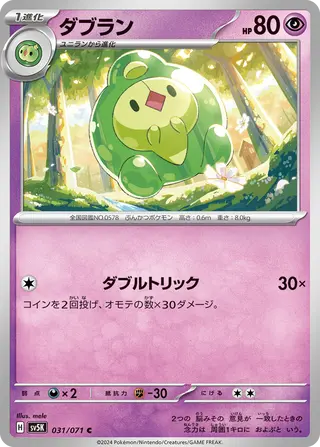 1進化
ダブラン
HP80
ユニランから進化
全国図鑑NO.0578 ぶんかつポケモン 高さ:0.6m 重さ:8.0kg
ダブルトリック 30×
コインを2回投げ、オモテの数×30ダメージ。
弱点 ×2 抵抗力 -30 にげる
Illus. mele
H sv5K 031/071 C
2つの 脳みその 意見が 一致したとき
念力は 範囲1キロに およぶと いう。
©2024 Pokémon/Nintendo/Creatures/GAME FREAK.